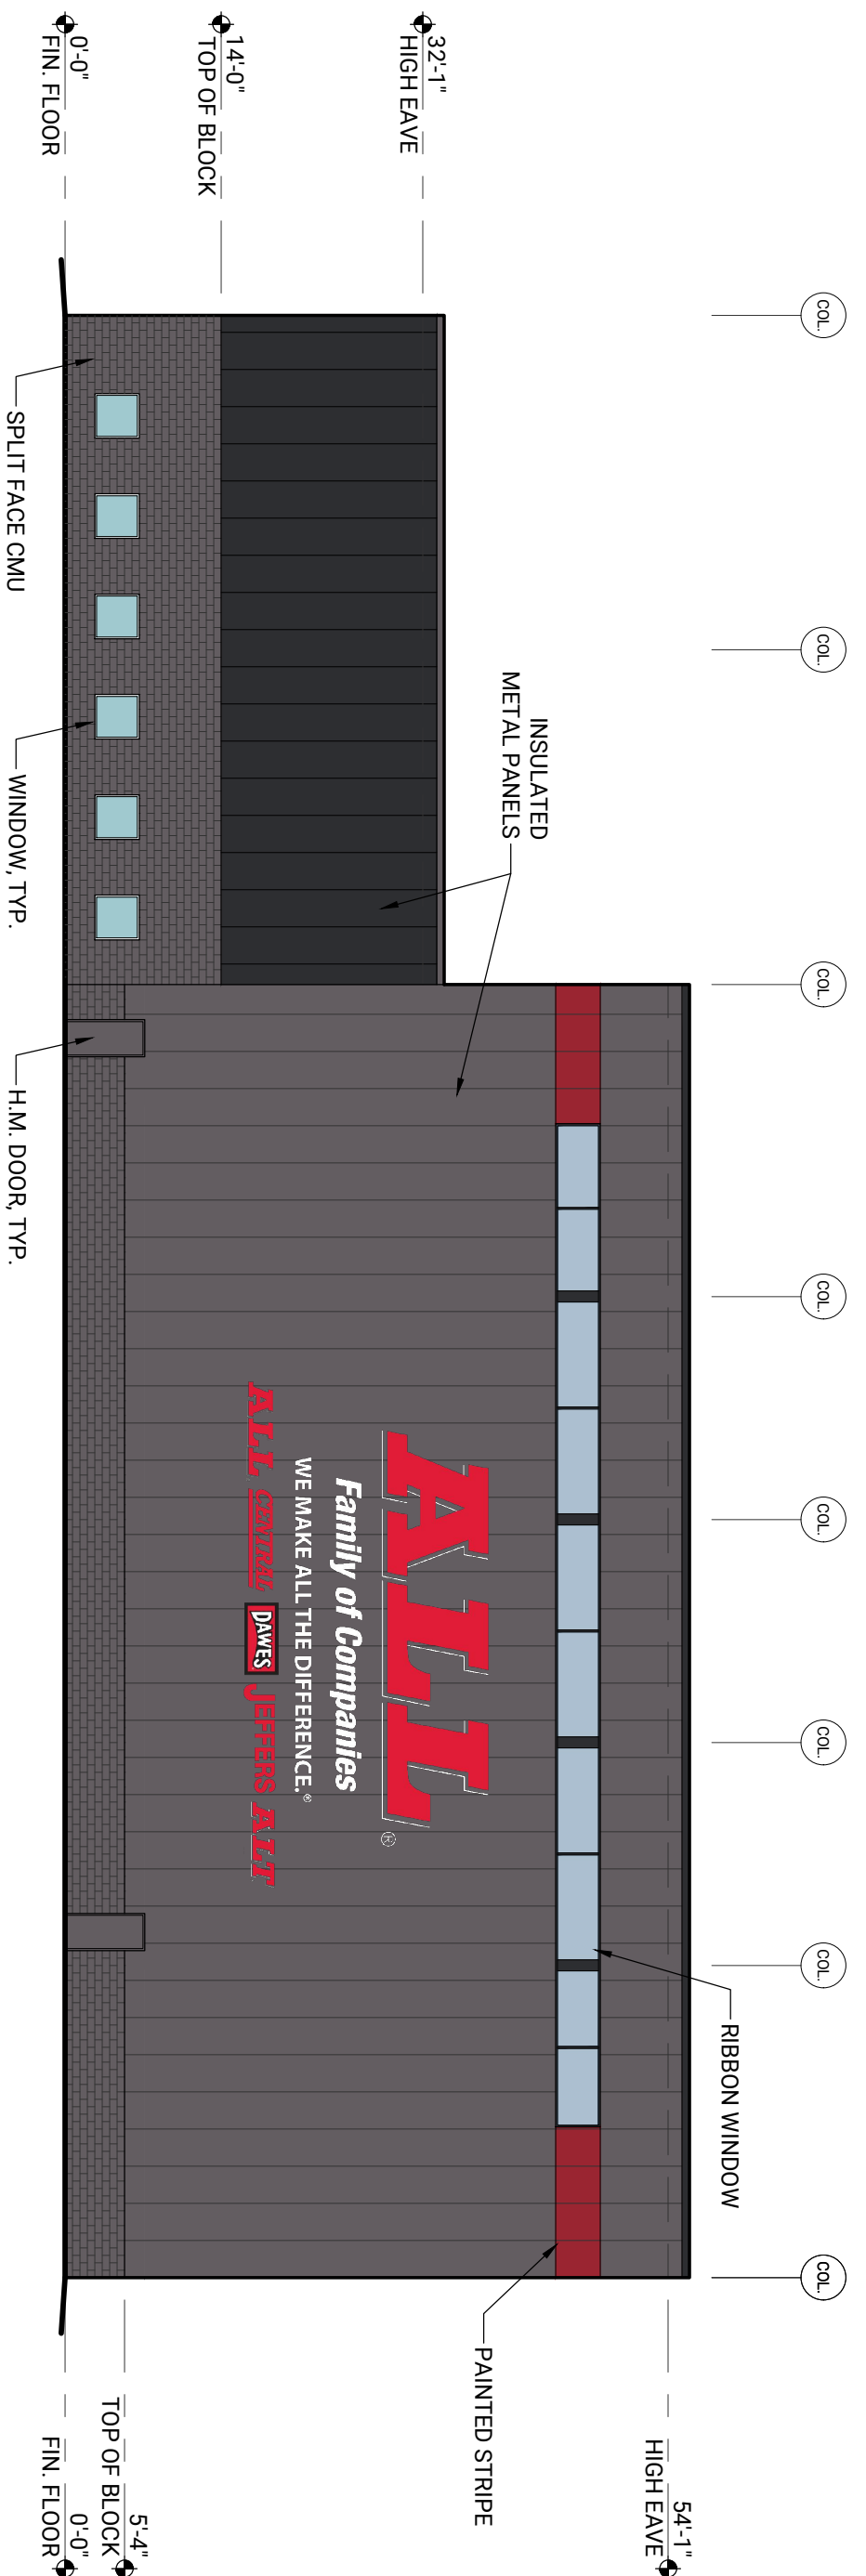 COL.
COL.
COL.
COL.
COL.
COL.
COL.
COL.
32'-1"
HIGH EAVE
14'-0"
TOP OF BLOCK
0'-0"
FIN. FLOOR
INSULATED
METAL PANELS
RIBBON WINDOW
PAINTED STRIPE
54'-1"
HIGH EAVE
5'-4"
TOP OF BLOCK
0'-0"
FIN. FLOOR
ALL®
Family of Companies
WE MAKE ALL THE DIFFERENCE.®
ALL CENTRAL DAWES JEFFERS ALT
SPLIT FACE CMU
WINDOW, TYP.
H.M. DOOR, TYP.